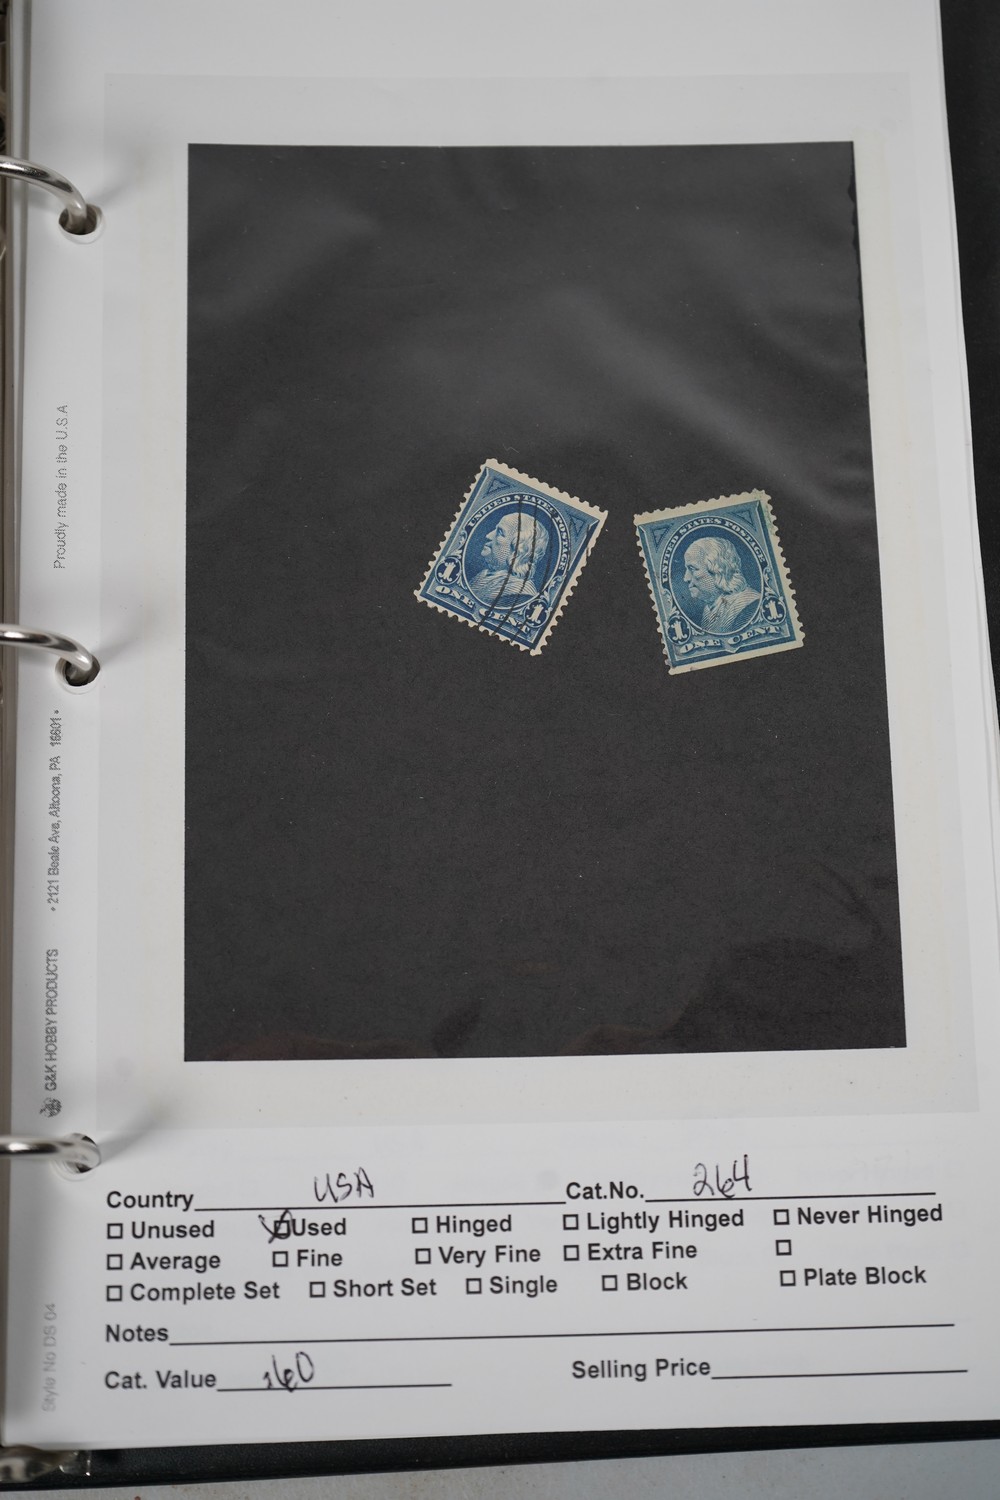 Proudly made in the U.S.A
• 2121 Beale Ave, Altoona, PA 16601 •
G&K HOBBY PRODUCTS
Style No DS 04
UNITED STATES POSTAGE
1 1
ONE CENT
UNITED STATES POSTAGE
1 1
ONE CENT
Country USA Cat.No. 264
Unused Used Hinged Lightly Hinged Never Hinged
Average Fine Very Fine Extra Fine
Complete Set Short Set Single Block Plate Block
Notes
Cat. Value .60 Selling Price